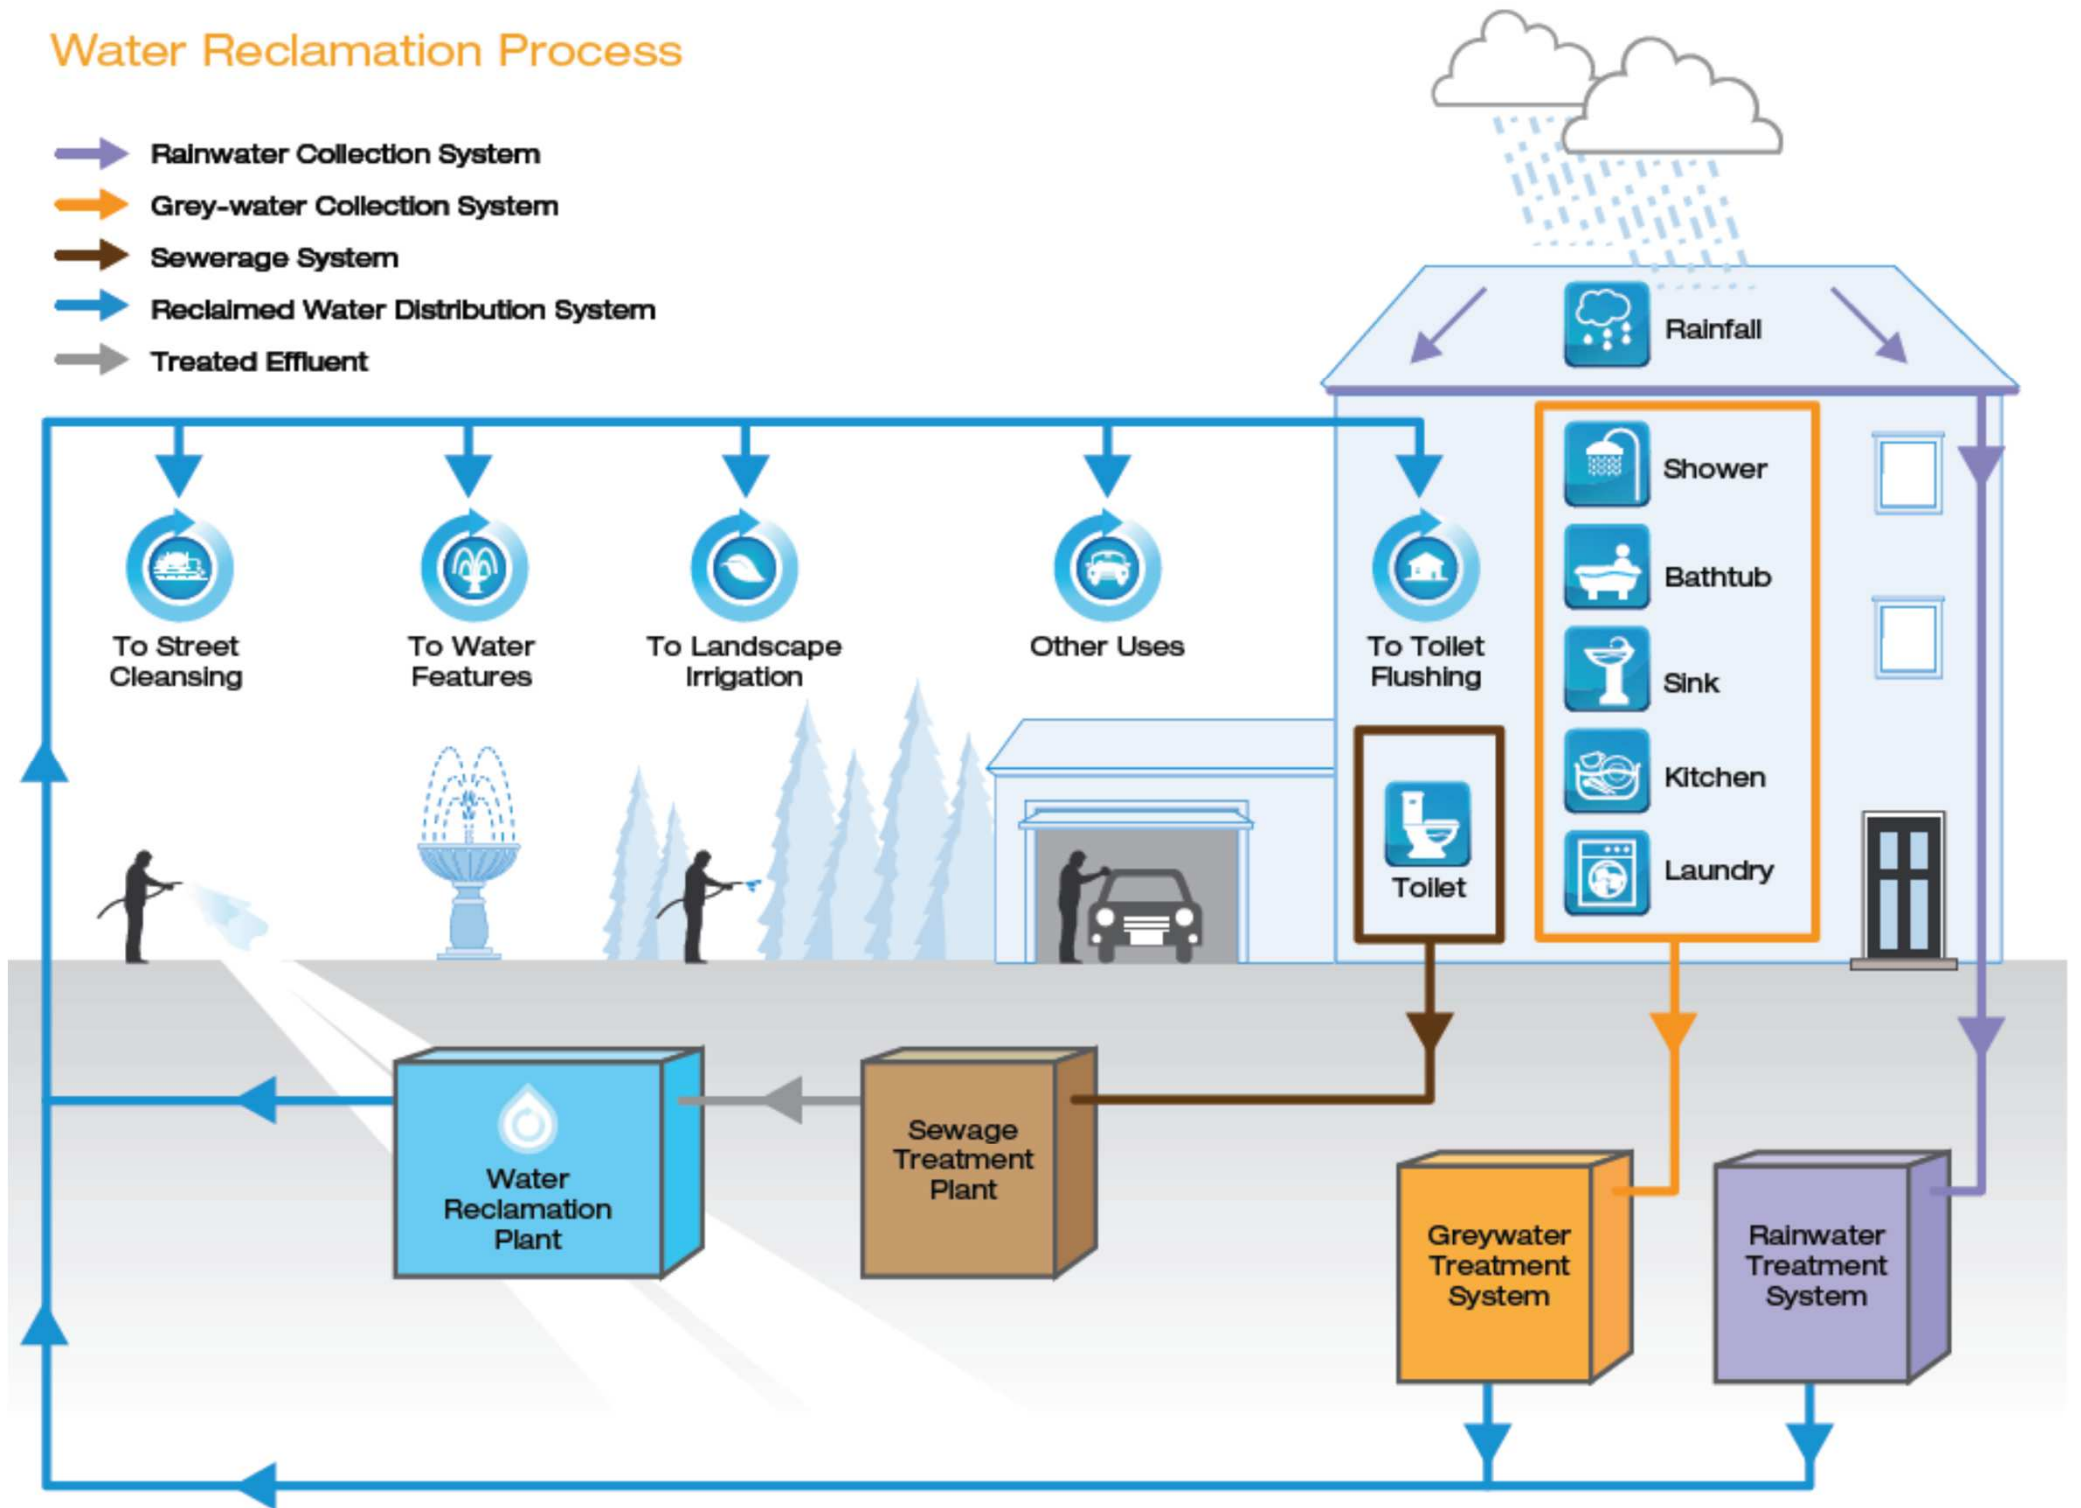 Water Reclamation Process
Rainwater Collection System
Grey-water Collection System
Sewerage System
Reclaimed Water Distribution System
Treated Effluent
Rainfall
Shower
Bathtub
Sink
Kitchen
Laundry
To Street
Cleansing
To Water
Features
To Landscape
Irrigation
Other Uses
To Toilet
Flushing
Toilet
Water
Reclamation
Plant
Sewage
Treatment
Plant
Greywater
Treatment
System
Rainwater
Treatment
System